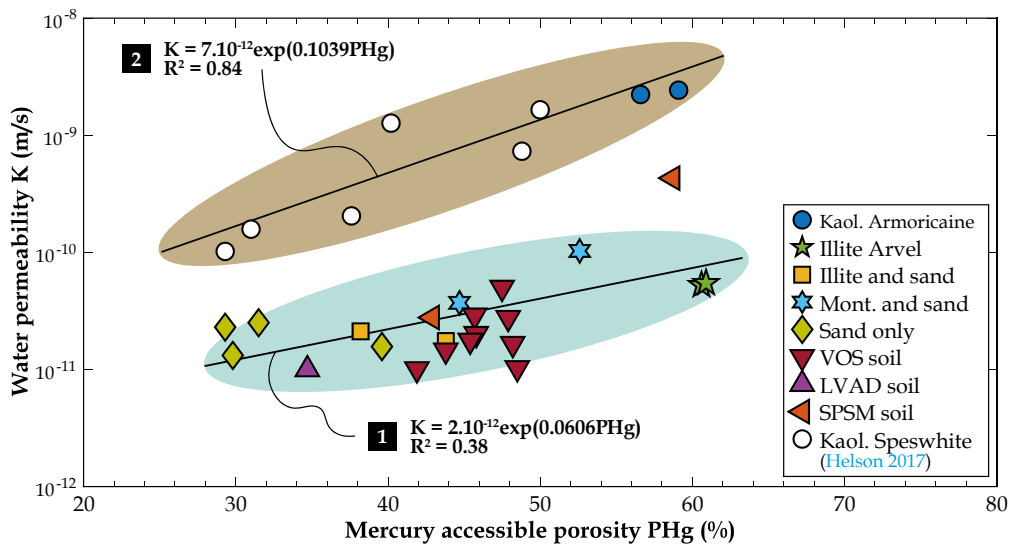 10⁻⁸
10⁻⁹
10⁻¹⁰
10⁻¹¹
10⁻¹²
Water permeability K (m/s)
2
K = 7.10⁻¹²exp(0.1039PHg)
R² = 0.84
1
K = 2.10⁻¹²exp(0.0606PHg)
R² = 0.38
Kaol. Armoricaine
Illite Arvel
Illite and sand
Mont. and sand
Sand only
VOS soil
LVAD soil
SPSM soil
Kaol. Speswhite
(Helson 2017)
20 30 40 50 60 70 80
Mercury accessible porosity PHg (%)